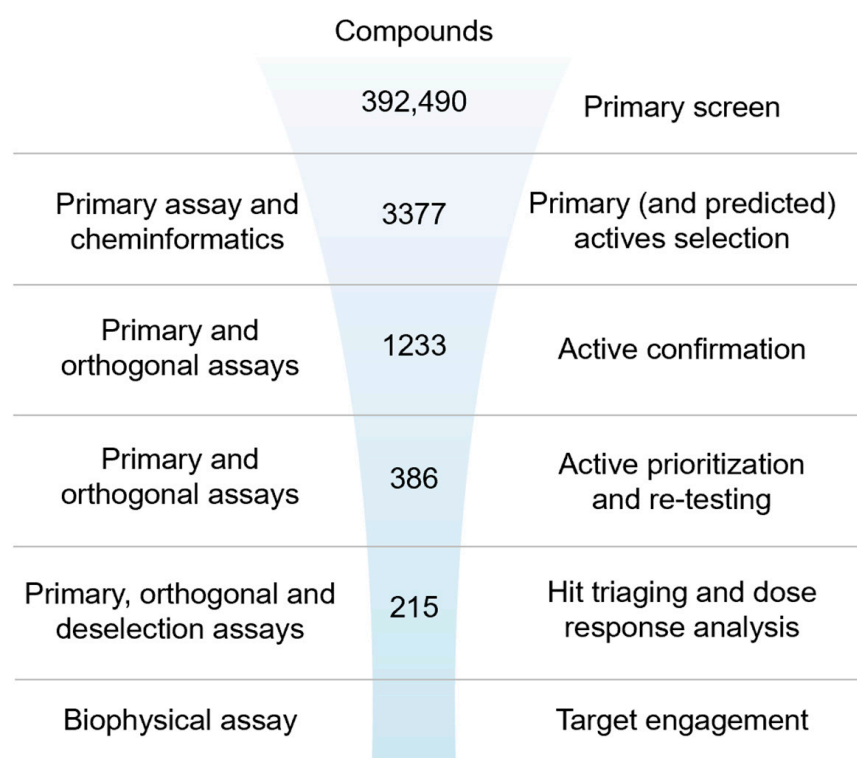 Compounds
392,490
Primary screen
Primary assay and
cheminformatics
3377
Primary (and predicted)
actives selection
Primary and
orthogonal assays
1233
Active confirmation
Primary and
orthogonal assays
386
Active prioritization
and re-testing
Primary, orthogonal and
deselection assays
215
Hit triaging and dose
response analysis
Biophysical assay
Target engagement